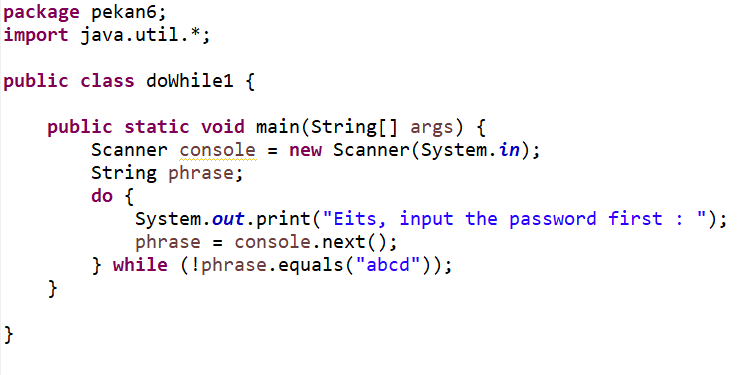 package pekan6;
import java.util.*;
public class doWhile1 {
public static void main(String[] args) {
Scanner console = new Scanner(System.in);
String phrase;
do {
System.out.print("Eits, input the password first : ");
phrase = console.next();
} while (!phrase.equals("abcd"));
}
}